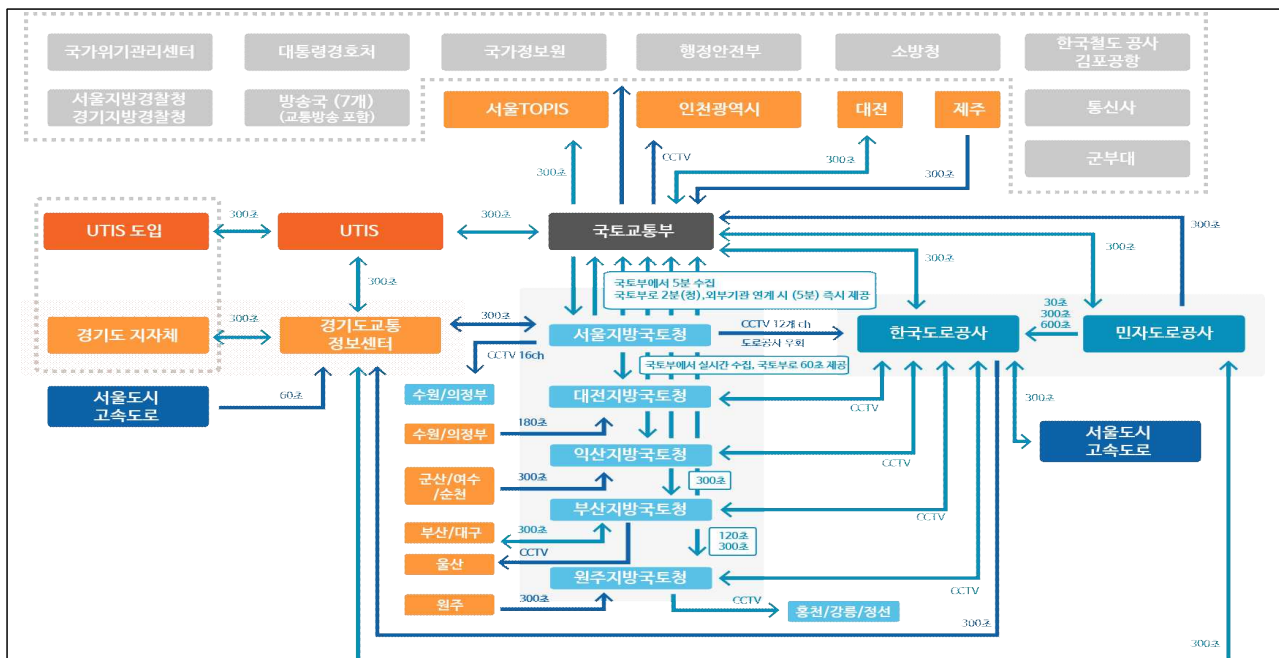 국가위기관리센터
대통령경호처
국가정보원
행정안전부
소방청
한국철도 공사
김포공항
서울지방경찰청
경기지방경찰청
방송국 (7개)
(교통방송 포함)
서울TOPIS
인천광역시
대전
제주
통신사
군부대
300초
CCTV
300초
300초
UTIS 도입
300초
UTIS
300초
국토교통부
300초
300초
300초
300초
국토부에서 5분 수집
국토부로 2분(청),외부기관 연계 시 (5분) 즉시 제공
경기도 지자체
300초
경기도교통
정보센터
300초
서울지방국토청
CCTV 12개 ch
도로공사 우회
한국도로공사
30초
300초
600초
민자도로공사
CCTV 16ch
국토부에서 실시간 수집, 국토부로 60초 제공
서울도시
고속도로
60초
수원/의정부
대전지방국토청
CCTV
300초
서울도시
고속도로
수원/의정부
180초
익산지방국토청
CCTV
군산/여수
/순천
300초
300초
부산지방국토청
CCTV
부산/대구
300초
120초
300초
울산
CCTV
원주지방국토청
CCTV
원주
300초
CCTV
홍천/강릉/정선
300초
300초